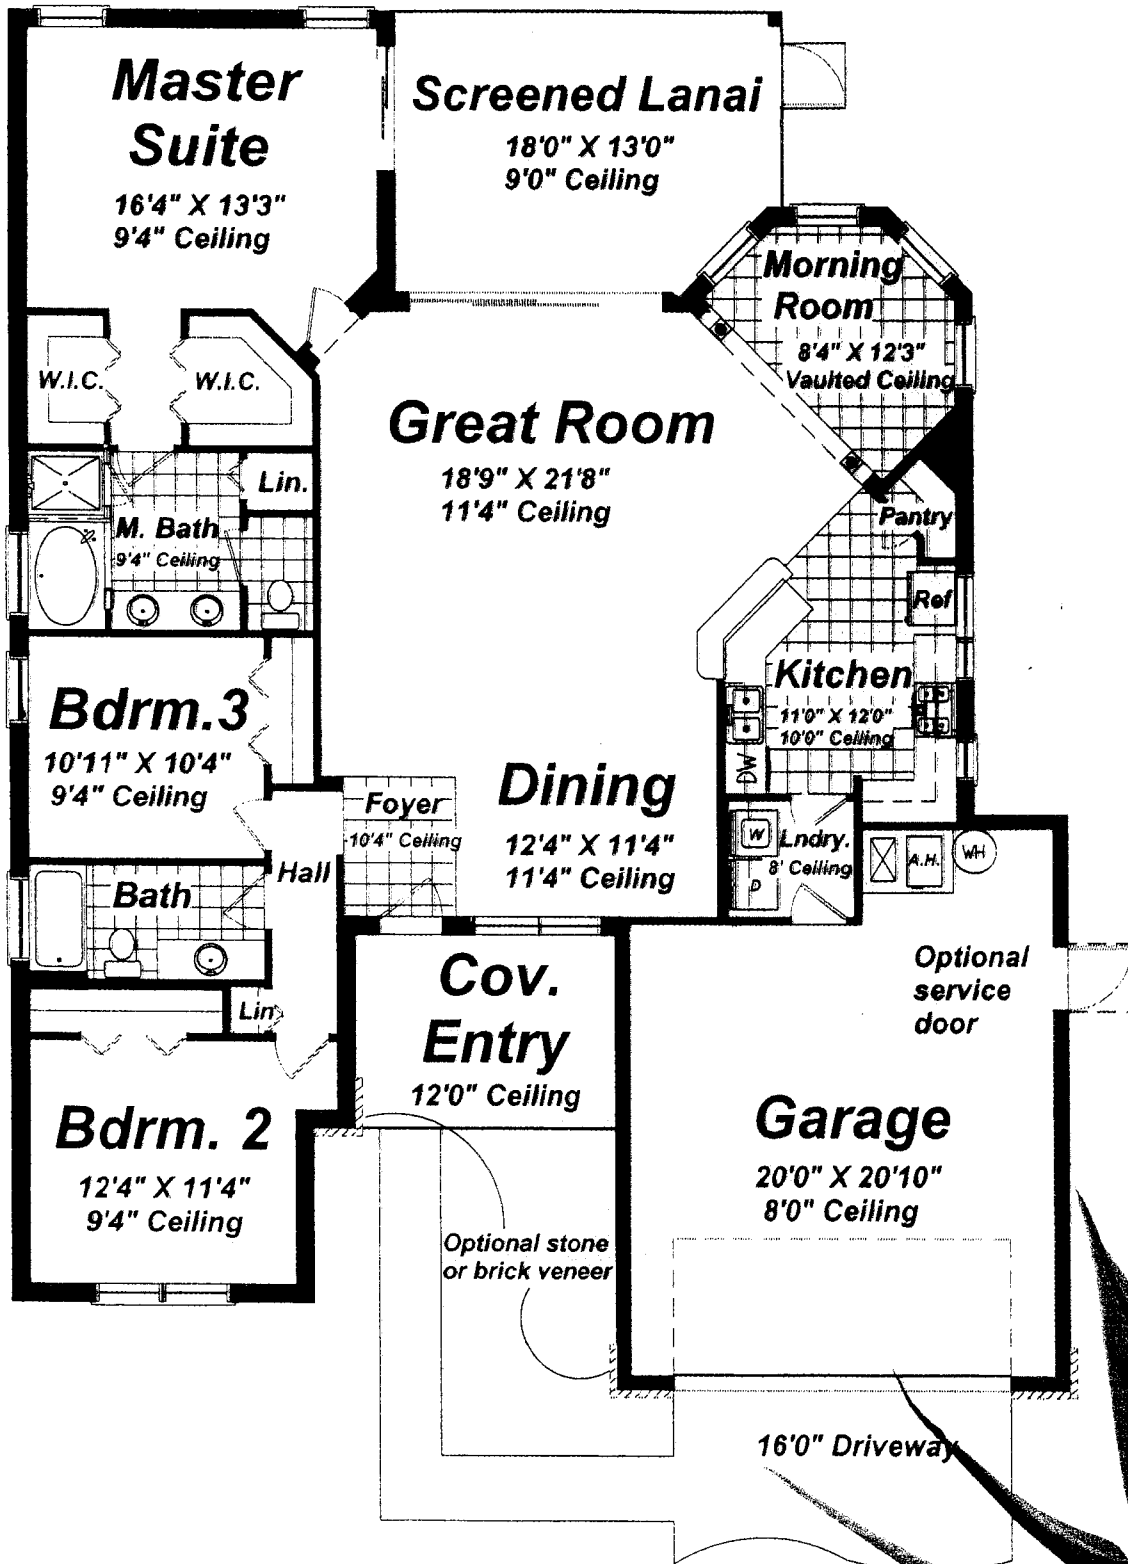 Master
Suite
16'4" X 13'3"
9'4" Ceiling
Screened Lanai
18'0" X 13'0"
9'0" Ceiling
Morning
Room
8'4" X 12'3"
Vaulted Ceiling
W.I.C.
W.I.C.
Great Room
18'9" X 21'8"
11'4" Ceiling
Lin.
M. Bath
9'4" Ceiling
Pantry
Ref
Kitchen
11'0" X 12'0"
10'0" Ceiling
DW
Bdrm.3
10'11" X 10'4"
9'4" Ceiling
Foyer
10'4" Ceiling
Dining
12'4" X 11'4"
11'4" Ceiling
W
D
Lndry.
8' Ceiling
A.H.
WH
Hall
Bath
Lin
Cov.
Entry
12'0" Ceiling
Optional
service
door
Bdrm. 2
12'4" X 11'4"
9'4" Ceiling
Garage
20'0" X 20'10"
8'0" Ceiling
Optional stone
or brick veneer
16'0" Driveway